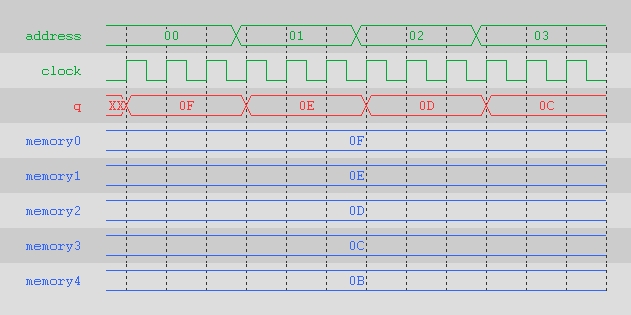 address 00 01 02 03
clock
q XX 0F 0E 0D 0C
memory0 0F
memory1 0E
memory2 0D
memory3 0C
memory4 0B